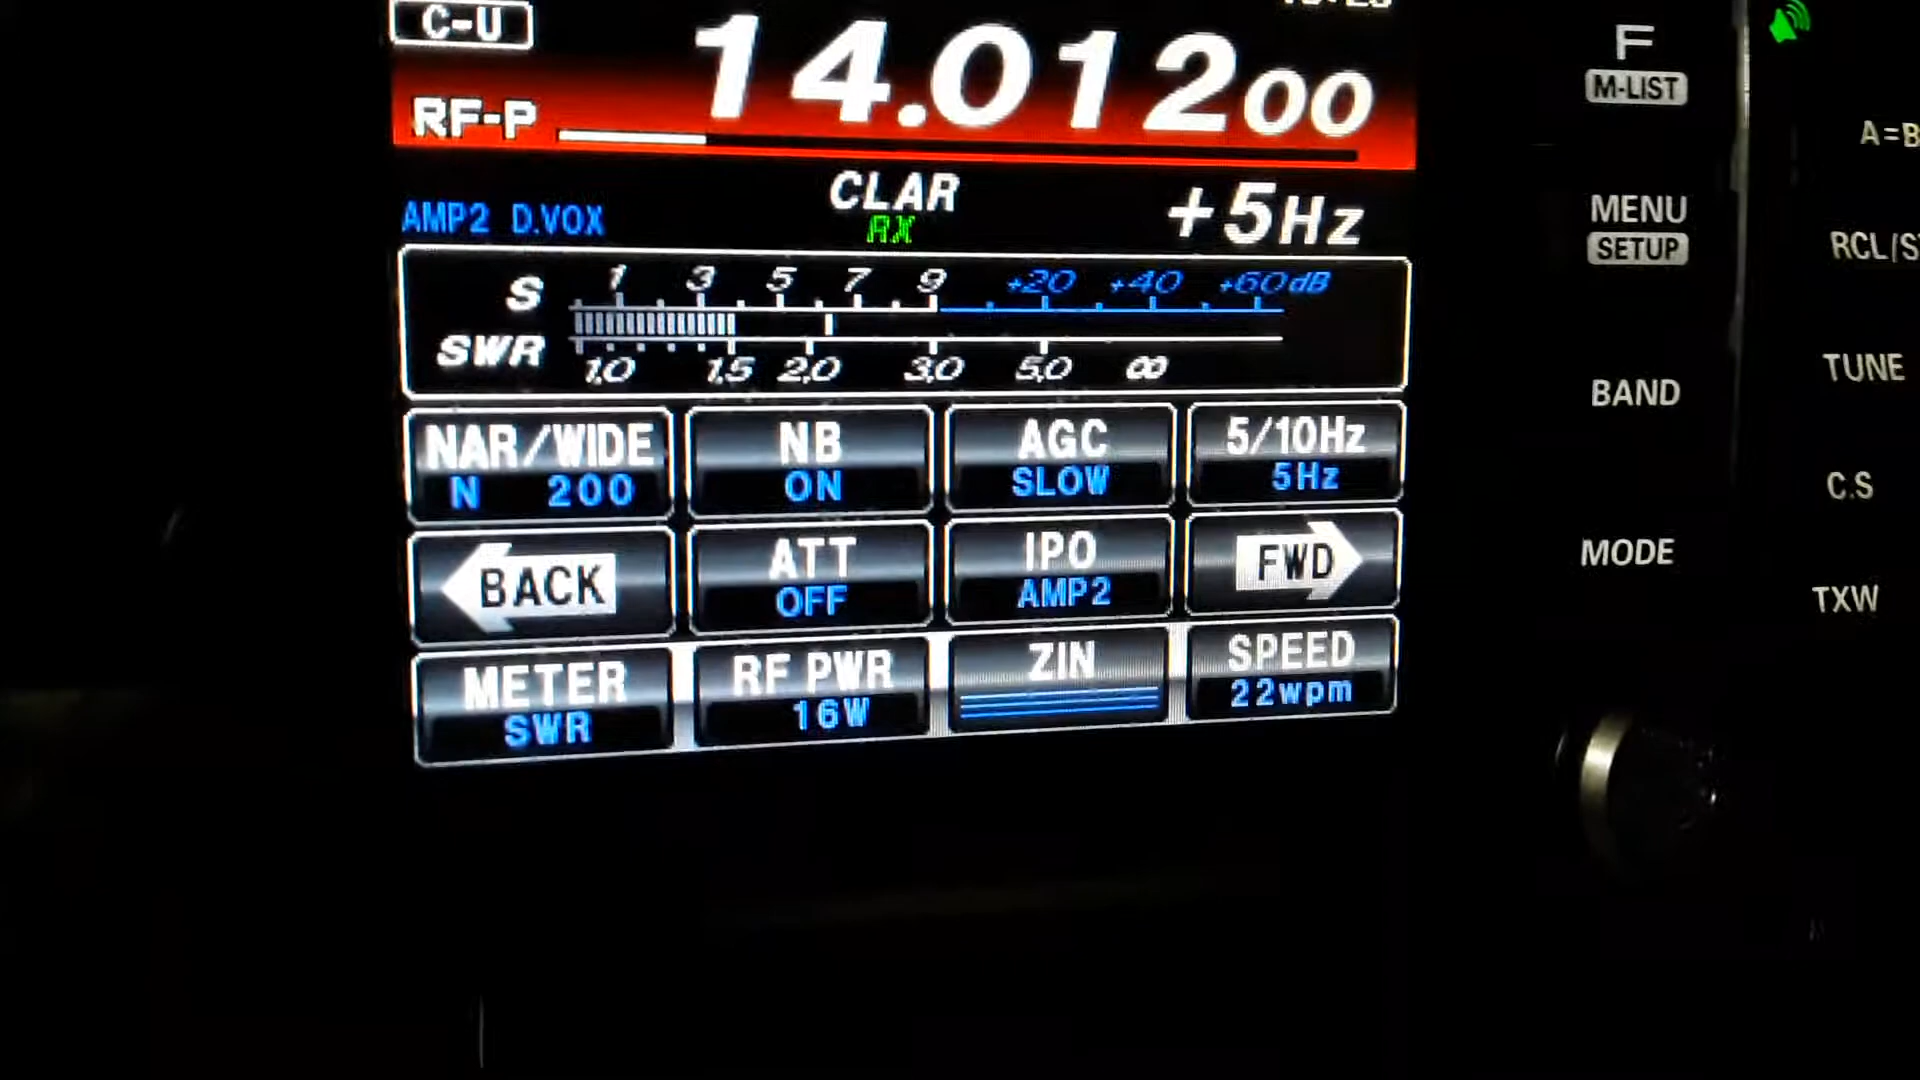 C-U
14.01200
RF-P
AMP2 D.VOX
CLAR
RX
+5Hz
S 1 3 5 7 9 +20 +40 +60dB
SWR 1.0 1.5 2.0 3.0 5.0 ∞
NAR/WIDE
N 200
NB
ON
AGC
SLOW
5/10Hz
5Hz
BACK
ATT
OFF
IPO
AMP2
FWD
METER
SWR
RF PWR
16W
ZIN
SPEED
22wpm
F
M-LIST
MENU
SETUP
BAND
MODE
A=B
TUNE
C.S
TXW